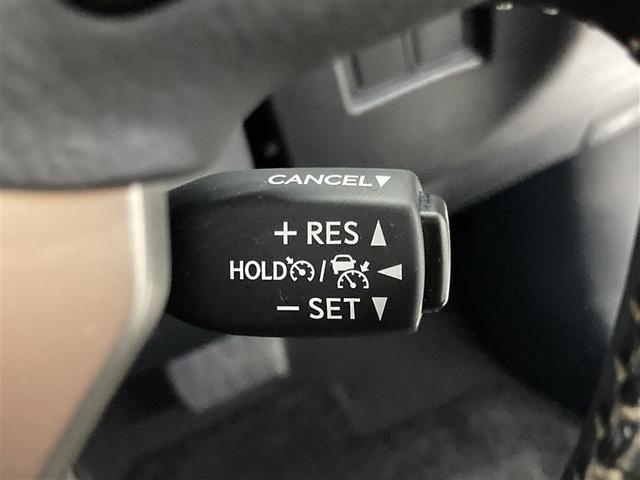 CANCEL▼
+ RES ▲
HOLD / ◀
− SET ▼